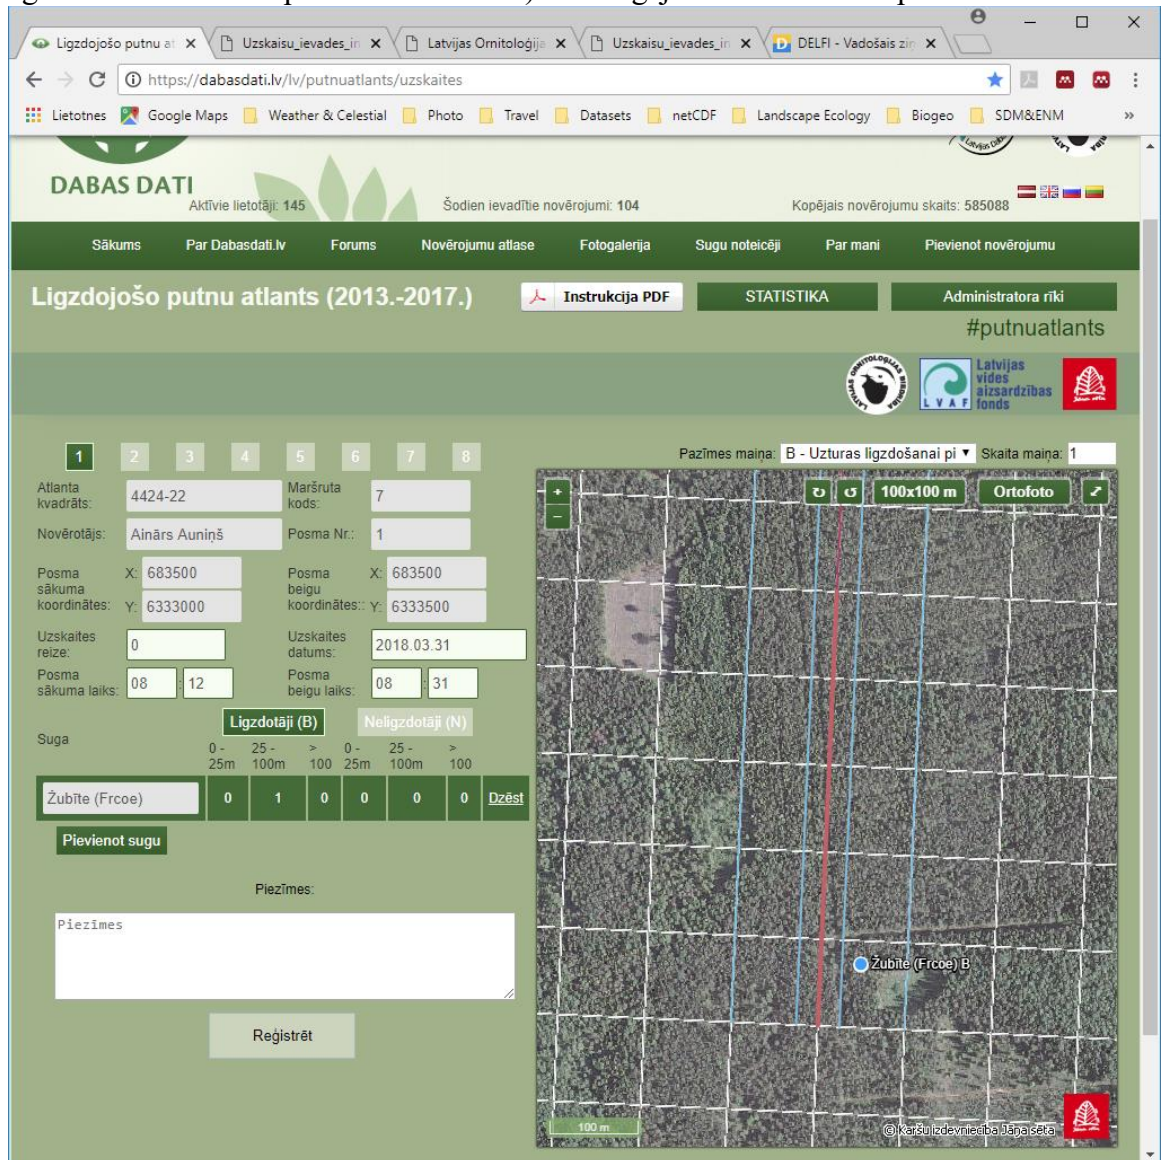 Ligzdojošo putnu at
Uzskaisu_ievades_in
Latvijas Ornitoloģija
Uzskaisu_ievades_in
DELFI - Vadošais ziņ
https://dabasdati.lv/lv/putnuatlants/uzskaites
Lietotnes Google Maps Weather & Celestial Photo Travel Datasets netCDF Landscape Ecology Biogeo SDM&ENM »
DABAS DATI
Aktīvie lietotāji: 145 Šodien ievadītie novērojumi: 104 Kopējais novērojumu skaits: 585088
Sākums Par Dabasdati.lv Forums Novērojumu atlase Fotogalerija Sugu noteicēji Par mani Pievienot novērojumu
Ligzdojošo putnu atlants (2013.-2017.) Instrukcija PDF STATISTIKA Administratora rīki
#putnuatlants
LATVIJAS ORNITOLOĢIJAS BIEDRĪBA
LVAF
Latvijas
vides
aizsardzības
fonds
1 2 3 4 5 6 7 8
Pazīmes maiņa: B - Uzturas ligzdošanai pi Skaita maiņa: 1
Atlanta kvadrāts: 4424-22 Maršruta kods: 7
Novērotājs: Ainārs Auniņš Posma Nr.: 1
Posma sākuma koordinātes: X: 683500 Posma beigu koordinātes:: X: 683500
Y: 6333000 Y: 6333500
Uzskaites reize: 0 Uzskaites datums: 2018.03.31
Posma sākuma laiks: 08 : 12 Posma beigu laiks: 08 : 31
Ligzdotāji (B) Neligzdotāji (N)
Suga 0 - 25m 25 - 100m > 100 0 - 25m 25 - 100m > 100
Žubīte (Frcoe) 0 1 0 0 0 0 Dzēst
Pievienot sugu
Piezīmes:
Piezīmes
Reģistrēt
+
−
100x100 m Ortofoto
Žubīte (Frcoe) B
100 m
© Karšu izdevniecība Jāņa sēta